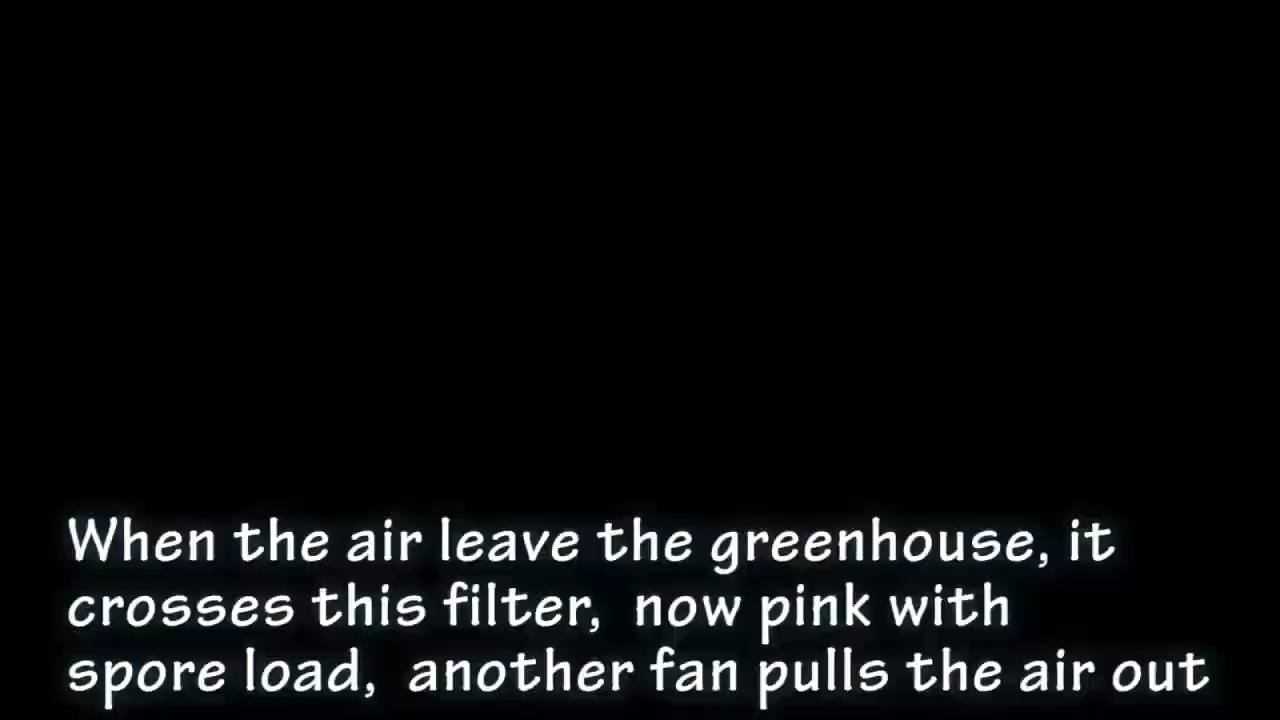 When the air leave the greenhouse, it
crosses this filter,  now pink with
spore load,  another fan pulls the air out